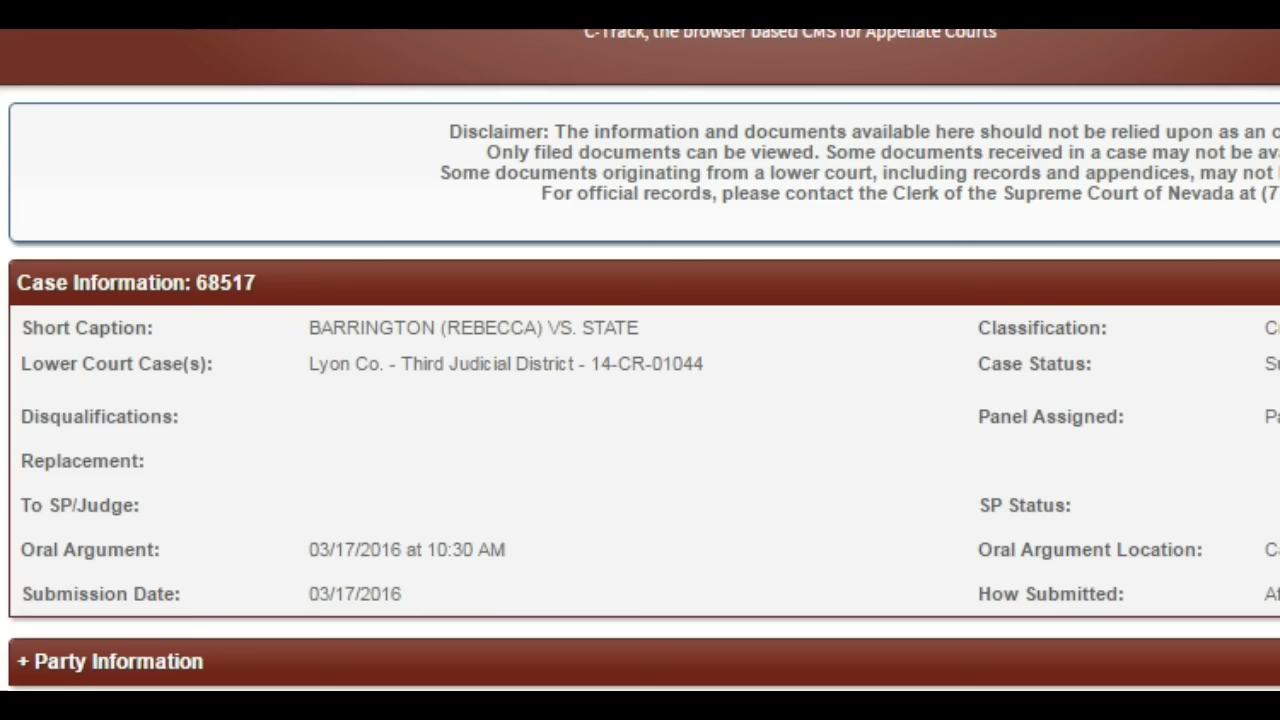 C-Track, the browser based CMS for Appellate Courts
Disclaimer: The information and documents available here should not be relied upon as an
Only filed documents can be viewed. Some documents received in a case may not be
Some documents originating from a lower court, including records and appendices, may not
For official records, please contact the Clerk of the Supreme Court of Nevada at (7
Case Information: 68517
Short Caption: BARRINGTON (REBECCA) VS. STATE Classification:
Lower Court Case(s): Lyon Co. - Third Judicial District - 14-CR-01044 Case Status:
Disqualifications: Panel Assigned:
Replacement:
To SP/Judge: SP Status:
Oral Argument: 03/17/2016 at 10:30 AM Oral Argument Location:
Submission Date: 03/17/2016 How Submitted:
+ Party Information